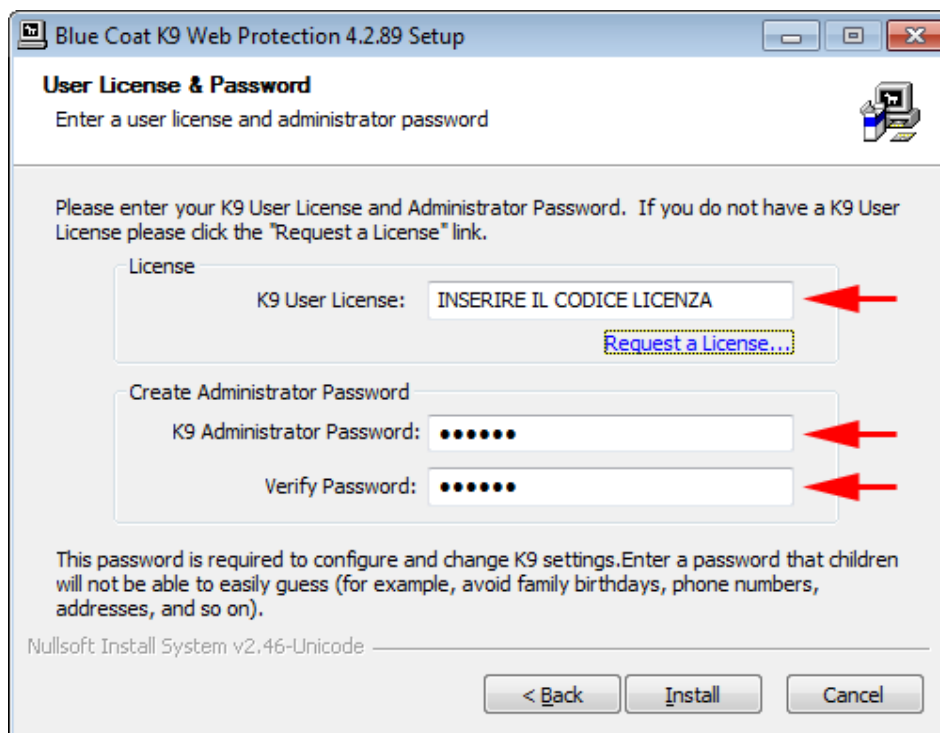 Blue Coat K9 Web Protection 4.2.89 Setup
User License & Password
Enter a user license and administrator password
Please enter your K9 User License and Administrator Password.  If you do not have a K9 User
License please click the "Request a License" link.
License
K9 User License: INSERIRE IL CODICE LICENZA
Request a License...
Create Administrator Password
K9 Administrator Password: ●●●●●●
Verify Password: ●●●●●●
This password is required to configure and change K9 settings.Enter a password that children
will not be able to easily guess (for example, avoid family birthdays, phone numbers,
addresses, and so on).
Nullsoft Install System v2.46-Unicode
< Back Install Cancel